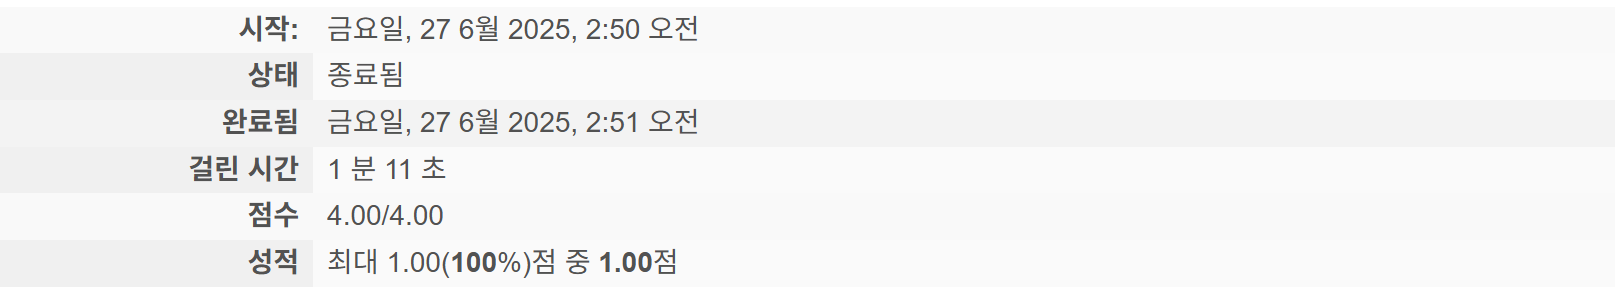 시작: 금요일, 27 6월 2025, 2:50 오전
상태 종료됨
완료됨 금요일, 27 6월 2025, 2:51 오전
걸린 시간 1 분 11 초
점수 4.00/4.00
성적 최대 1.00(100%)점 중 1.00점